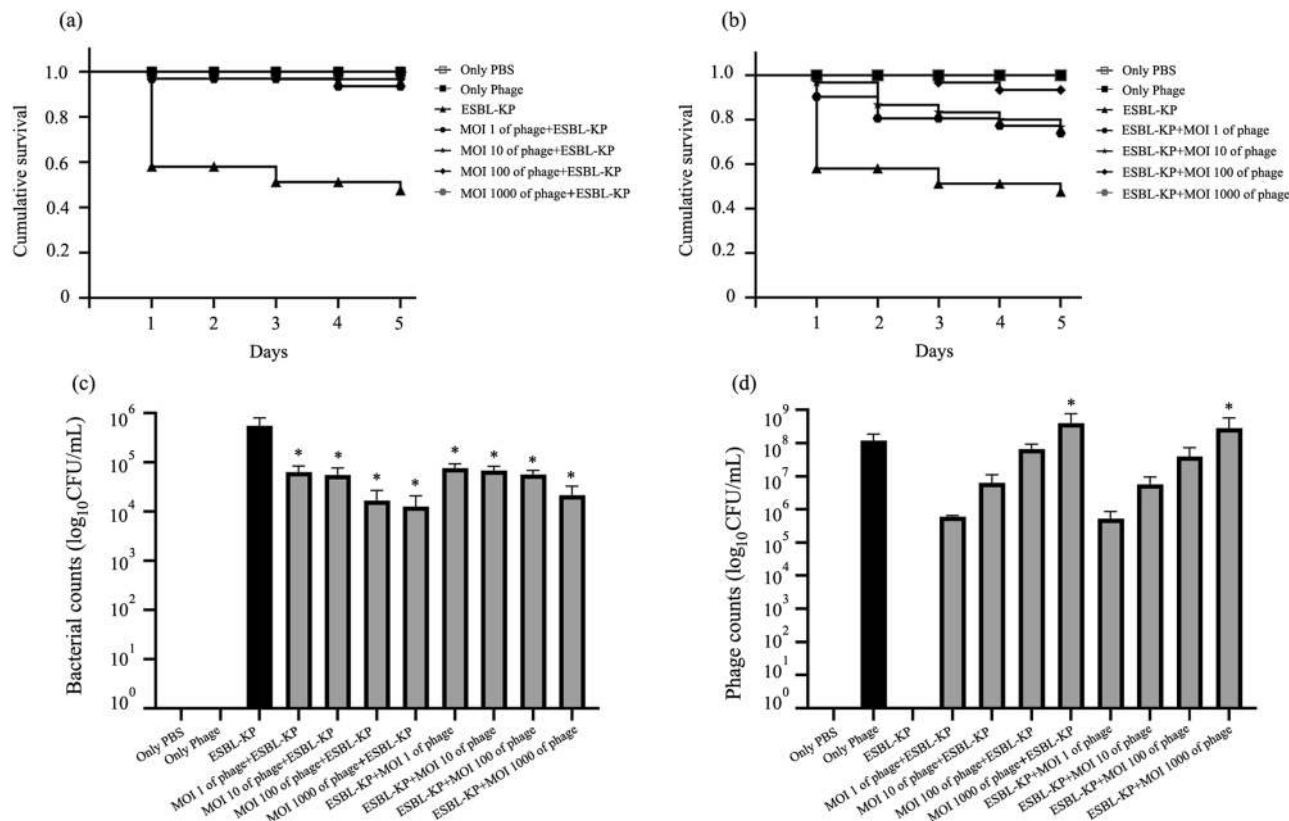 (a)
1.0
0.8
0.6
0.4
0.2
0
Cumulative survival
1 2 3 4 5
Days
Only PBS
Only Phage
ESBL-KP
MOI 1 of phage+ESBL-KP
MOI 10 of phage+ESBL-KP
MOI 100 of phage+ESBL-KP
MOI 1000 of phage+ESBL-KP
(b)
1.0
0.8
0.6
0.4
0.2
0
Cumulative survival
1 2 3 4 5
Days
Only PBS
Only Phage
ESBL-KP
ESBL-KP+MOI 1 of phage
ESBL-KP+MOI 10 of phage
ESBL-KP+MOI 100 of phage
ESBL-KP+MOI 1000 of phage
(c)
10⁶
10⁵
10⁴
10³
10²
10¹
10⁰
Bacterial counts (log₁₀CFU/mL)
* * * * * * * *
Only PBS
Only Phage
ESBL-KP
MOI 1 of phage+ESBL-KP
MOI 10 of phage+ESBL-KP
MOI 100 of phage+ESBL-KP
MOI 1000 of phage+ESBL-KP
ESBL-KP+MOI 1 of phage
ESBL-KP+MOI 10 of phage
ESBL-KP+MOI 100 of phage
ESBL-KP+MOI 1000 of phage
(d)
10⁹
10⁸
10⁷
10⁶
10⁵
10⁴
10³
10²
10¹
10⁰
Phage counts (log₁₀CFU/mL)
* *
Only PBS
Only Phage
ESBL-KP
MOI 1 of phage+ESBL-KP
MOI 10 of phage+ESBL-KP
MOI 100 of phage+ESBL-KP
MOI 1000 of phage+ESBL-KP
ESBL-KP+MOI 1 of phage
ESBL-KP+MOI 10 of phage
ESBL-KP+MOI 100 of phage
ESBL-KP+MOI 1000 of phage